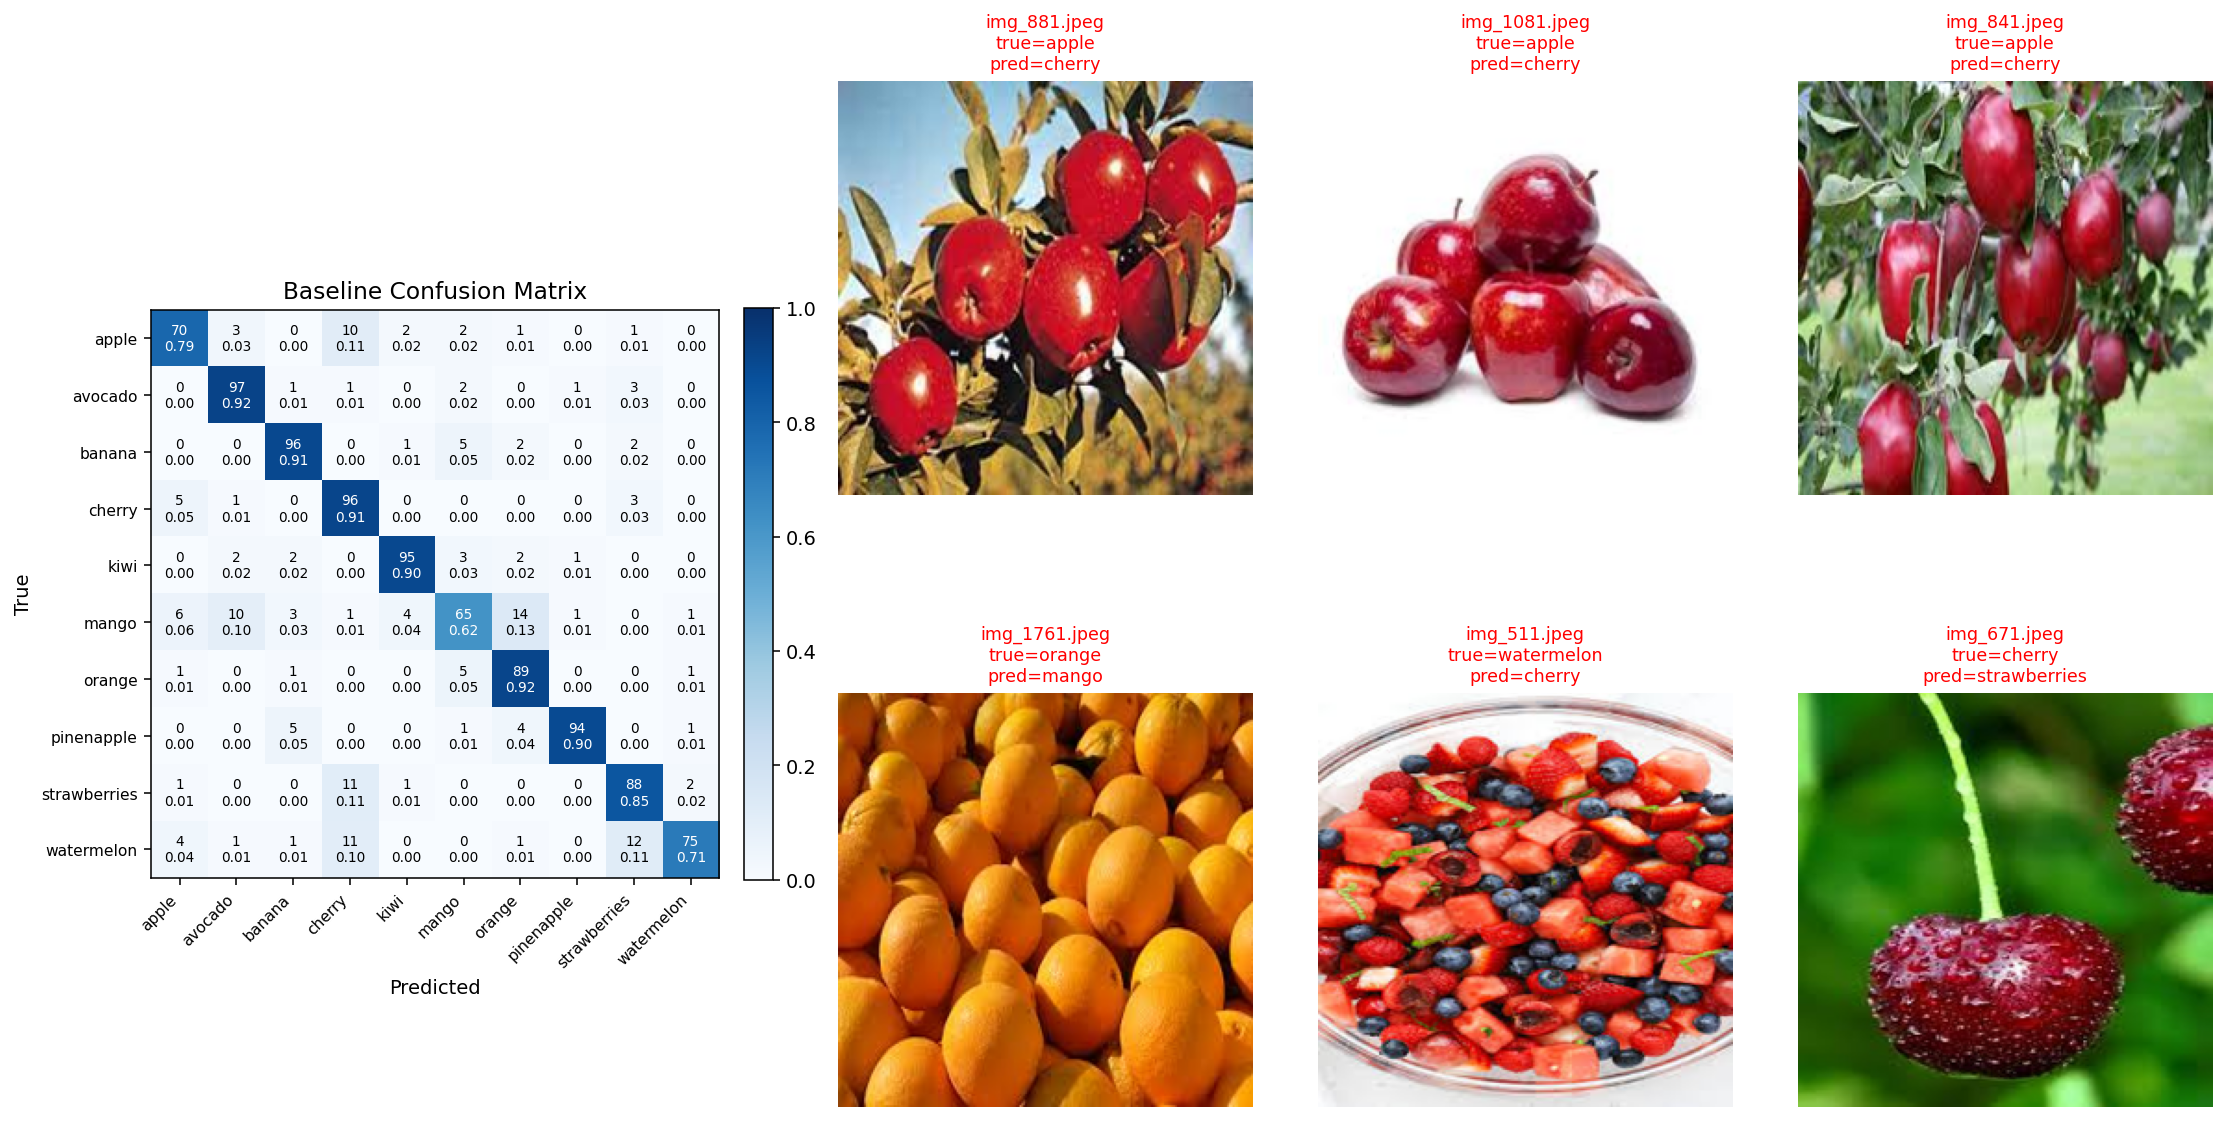 Baseline Confusion Matrix
True
apple
70 3 0 10 2 2 1 0 1 0
0.79 0.03 0.00 0.11 0.02 0.02 0.01 0.00 0.01 0.00
avocado
0 97 1 1 0 2 0 1 3 0
0.00 0.92 0.01 0.01 0.00 0.02 0.00 0.01 0.03 0.00
banana
0 0 96 0 1 5 2 0 2 0
0.00 0.00 0.91 0.00 0.01 0.05 0.02 0.00 0.02 0.00
cherry
5 1 0 96 0 0 0 0 3 0
0.05 0.01 0.00 0.91 0.00 0.00 0.00 0.00 0.03 0.00
kiwi
0 2 2 0 95 3 2 1 0 0
0.00 0.02 0.02 0.00 0.90 0.03 0.02 0.01 0.00 0.00
mango
6 10 3 1 4 65 14 1 0 1
0.06 0.10 0.03 0.01 0.04 0.62 0.13 0.01 0.00 0.01
orange
1 0 1 0 0 5 89 0 0 1
0.01 0.00 0.01 0.00 0.00 0.05 0.92 0.00 0.00 0.01
pinenapple
0 0 5 0 0 1 4 94 0 1
0.00 0.00 0.05 0.00 0.00 0.01 0.04 0.90 0.00 0.01
strawberries
1 0 0 11 1 0 0 0 88 2
0.01 0.00 0.00 0.11 0.01 0.00 0.00 0.00 0.85 0.02
watermelon
4 1 1 11 0 0 1 0 12 75
0.04 0.01 0.01 0.10 0.00 0.00 0.01 0.00 0.11 0.71
apple
avocado
banana
cherry
kiwi
mango
orange
pinenapple
strawberries
watermelon
Predicted
1.0
0.8
0.6
0.4
0.2
0.0
img_881.jpeg
true=apple
pred=cherry
img_1081.jpeg
true=apple
pred=cherry
img_841.jpeg
true=apple
pred=cherry
img_1761.jpeg
true=orange
pred=mango
img_511.jpeg
true=watermelon
pred=cherry
img_671.jpeg
true=cherry
pred=strawberries